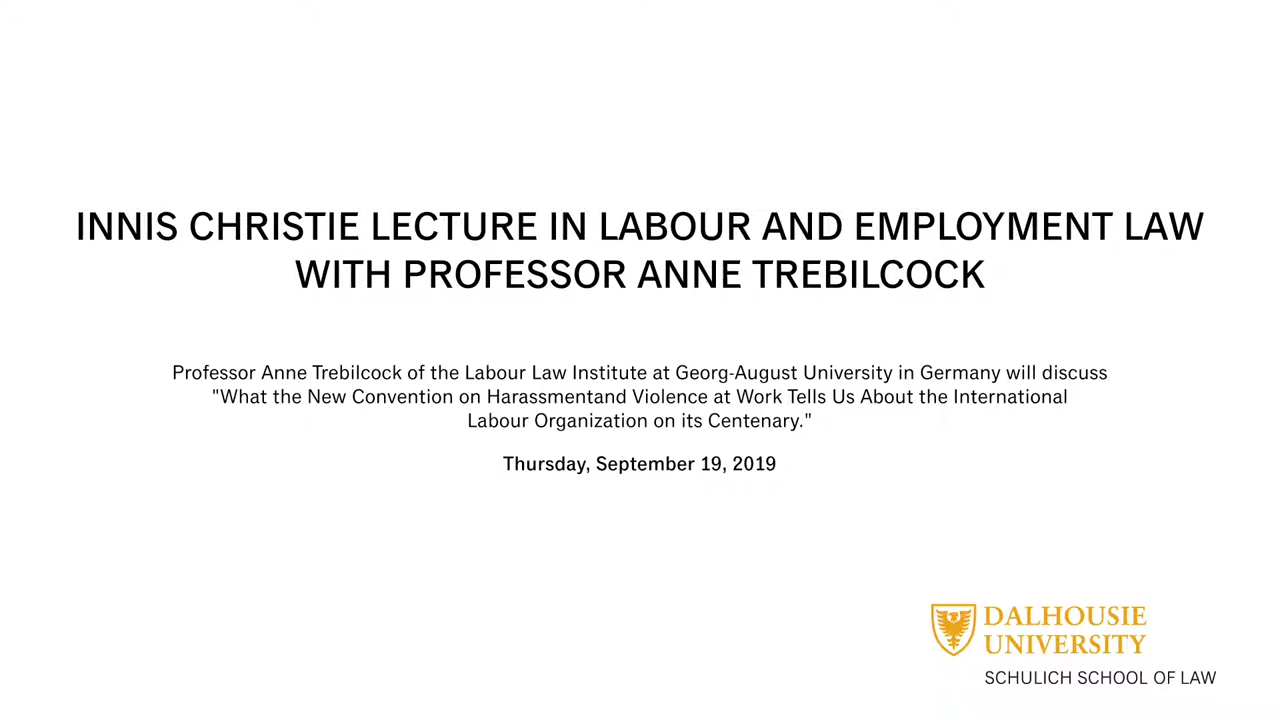 INNIS CHRISTIE LECTURE IN LABOUR AND EMPLOYMENT LAW
WITH PROFESSOR ANNE TREBILCOCK
Professor Anne Trebilcock of the Labour Law Institute at Georg-August University in Germany will discuss
"What the New Convention on Harassmentand Violence at Work Tells Us About the International
Labour Organization on its Centenary."
Thursday, September 19, 2019
DALHOUSIE
UNIVERSITY
SCHULICH SCHOOL OF LAW